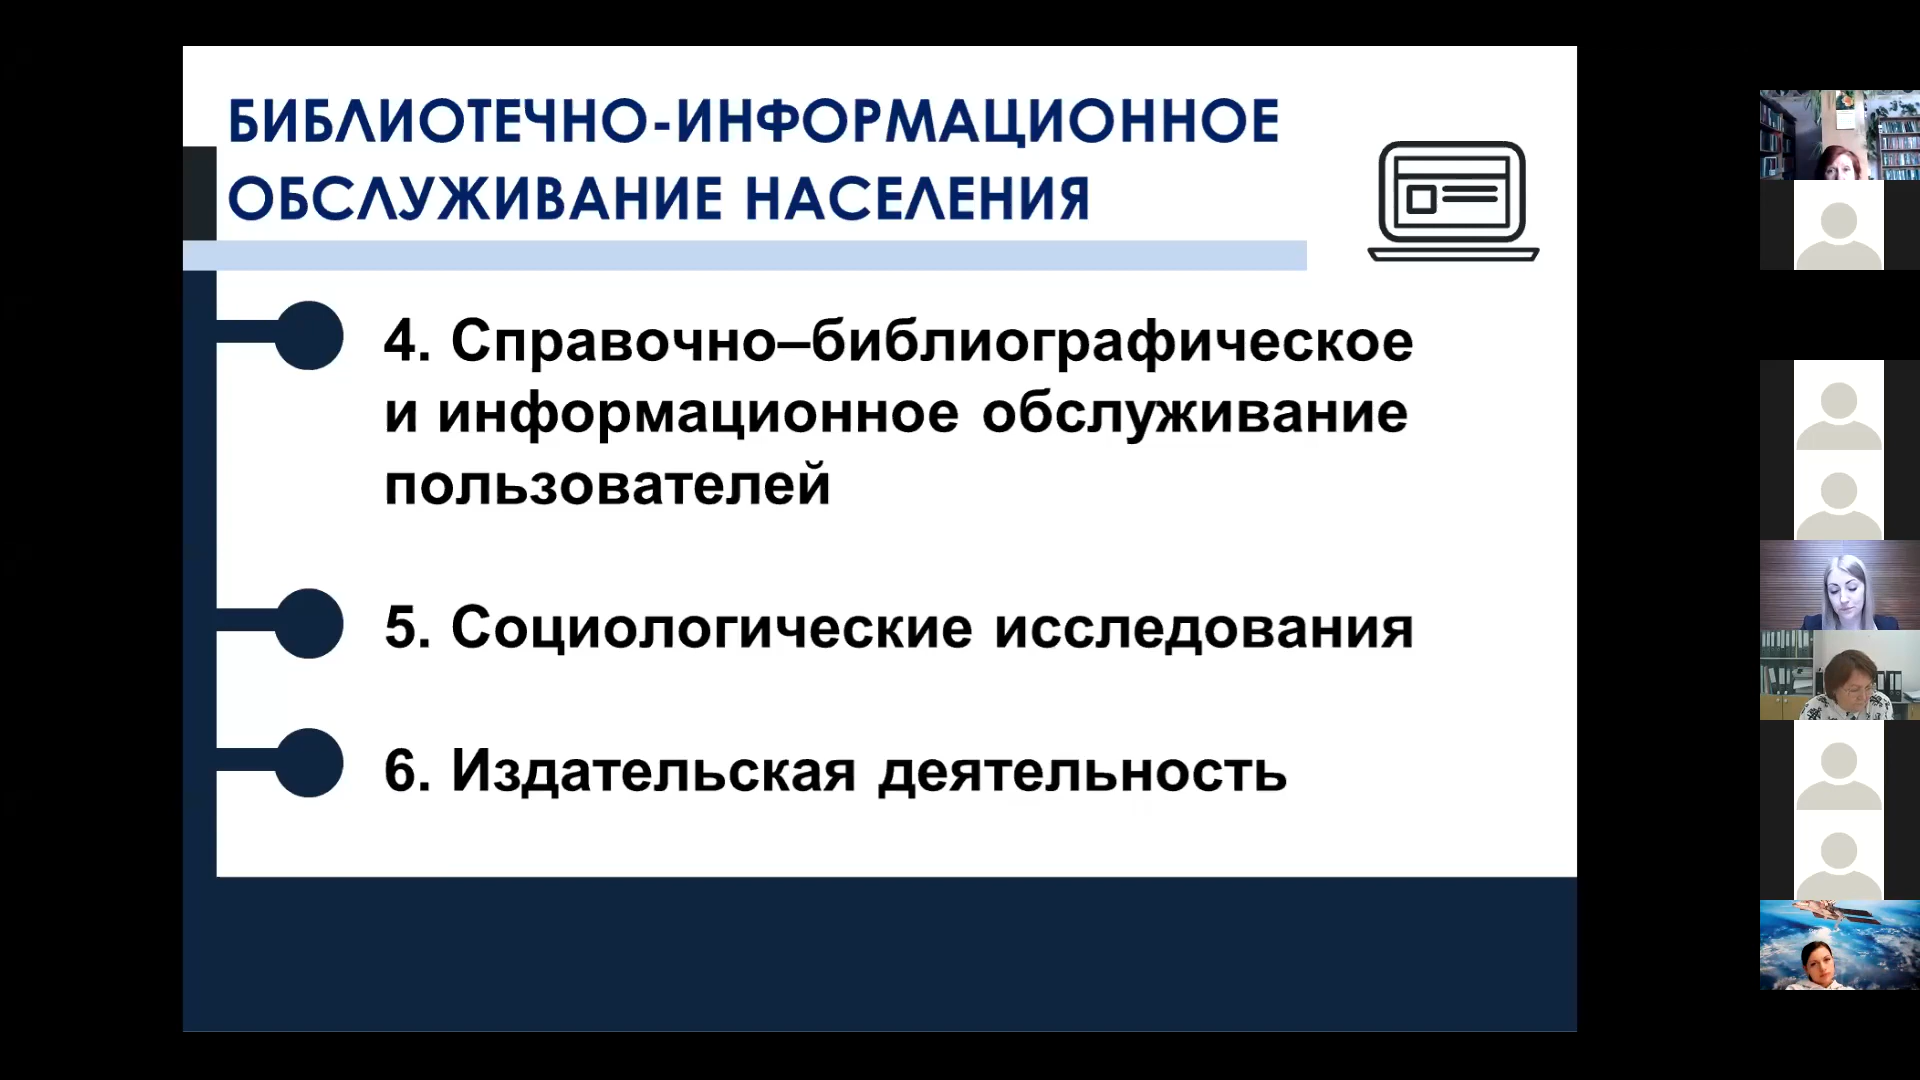 БИБЛИОТЕЧНО-ИНФОРМАЦИОННОЕ
ОБСЛУЖИВАНИЕ НАСЕЛЕНИЯ
4. Справочно–библиографическое
и информационное обслуживание
пользователей
5. Социологические исследования
6. Издательская деятельность